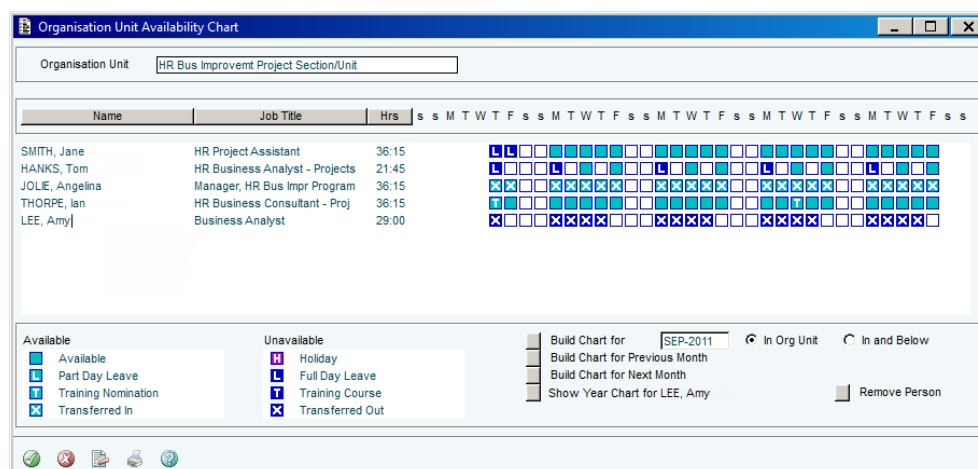 Organisation Unit Availability Chart
Organisation Unit HR Bus Improvemt Project Section/Unit
Name Job Title Hrs s s M T W T F s s M T W T F s s M T W T F s s M T W T F s s M T W T F s s
SMITH, Jane HR Project Assistant 36:15 L L
HANKS, Tom HR Business Analyst - Projects 21:45 L L L L L
JOLIE, Angelina Manager, HR Bus Impr Program 36:15 X X X X X X X X X X X X X X X X X X X X X X
THORPE, Ian HR Business Consultant - Proj 36:15 T T
LEE, Amy Business Analyst 29:00 X X X X X X X X X X X X X X X X X
Available Unavailable Build Chart for SEP-2011 In Org Unit In and Below
Available H Holiday Build Chart for Previous Month
L Part Day Leave L Full Day Leave Build Chart for Next Month
T Training Nomination T Training Course Show Year Chart for LEE, Amy Remove Person
X Transferred In X Transferred Out